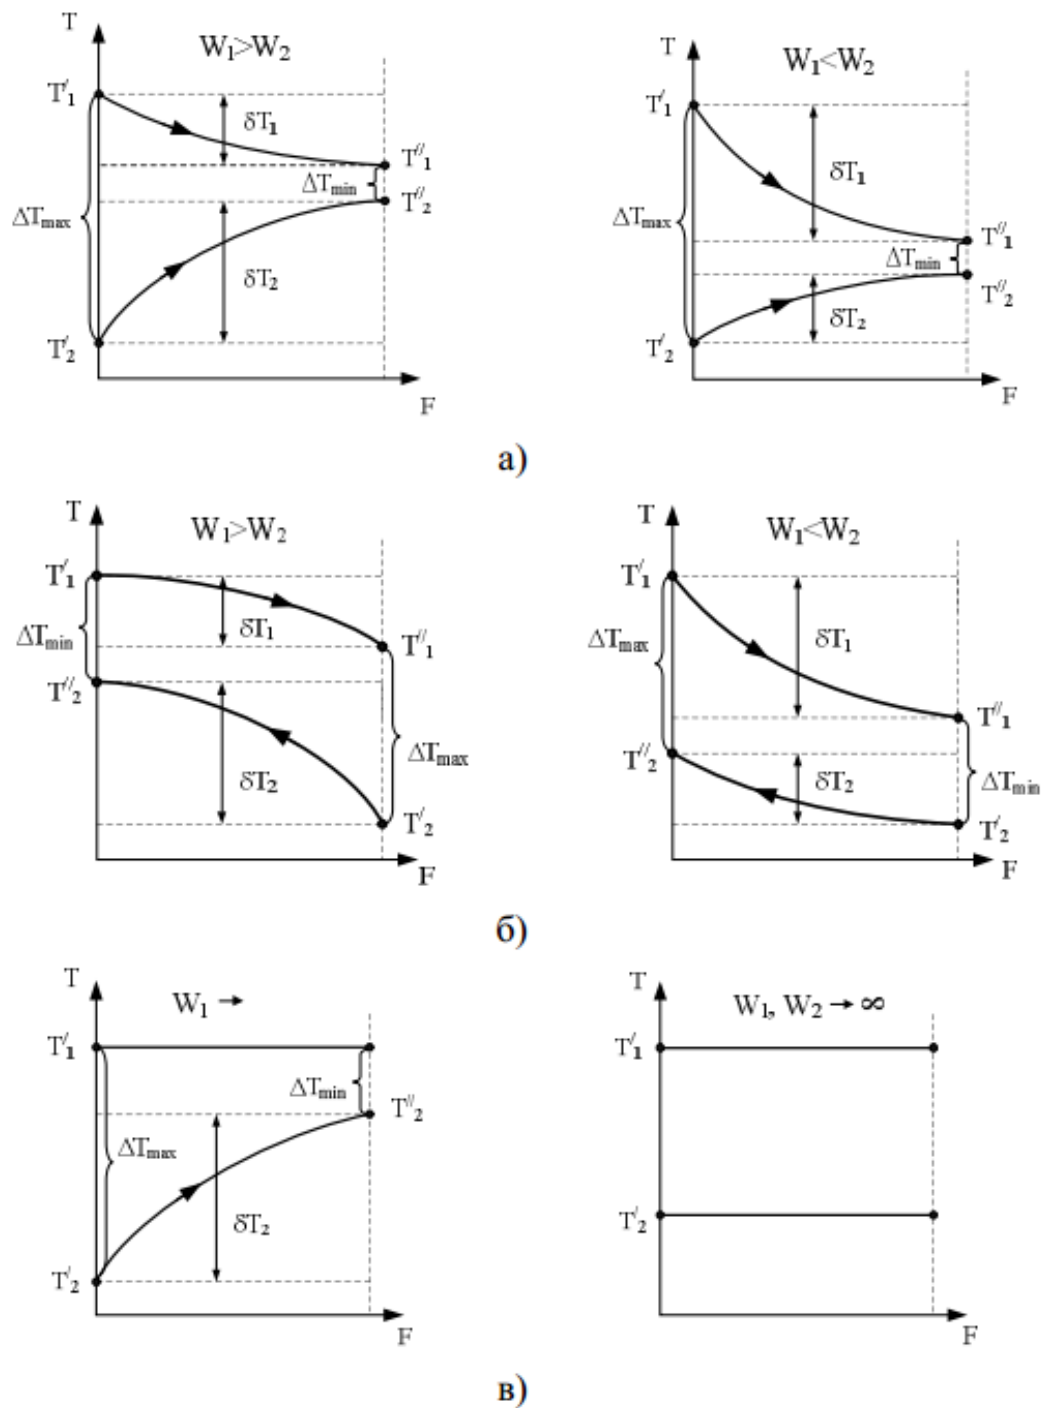 T
W₁>W₂
T′₁
δT₁
T″₁
ΔTmin
T″₂
ΔTmax
δT₂
T′₂
F
T
W₁<W₂
T′₁
δT₁
ΔTmax
T″₁
ΔTmin
T″₂
δT₂
T′₂
F
а)
T
W₁>W₂
T′₁
δT₁
ΔTmin
T″₁
T″₂
ΔTmax
δT₂
T′₂
F
T
W₁<W₂
T′₁
ΔTmax
δT₁
T″₁
T″₂
δT₂
ΔTmin
T′₂
F
б)
T
W₁ →
T′₁
ΔTmin
T″₂
ΔTmax
δT₂
T′₂
F
T
W₁, W₂ → ∞
T′₁
T′₂
F
в)